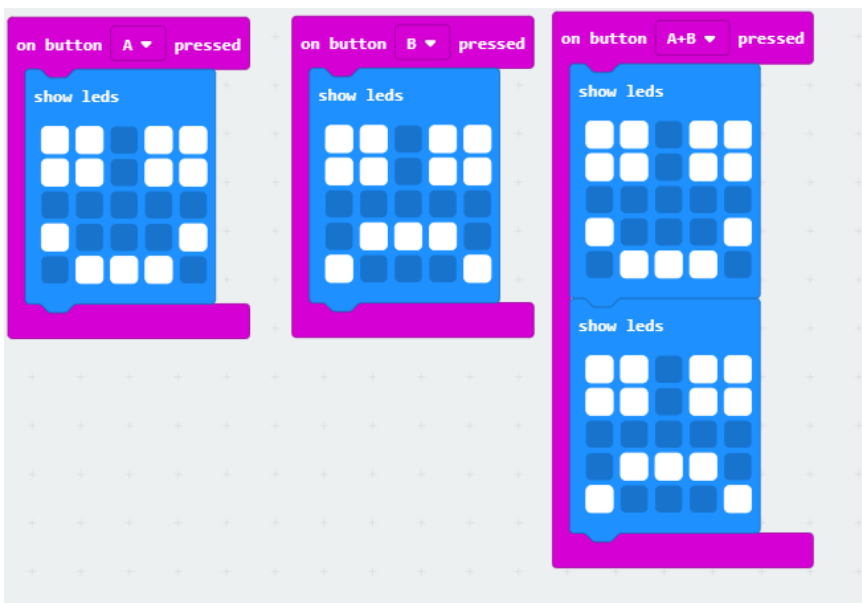 on button A pressed
show leds
on button B pressed
show leds
on button A+B pressed
show leds
show leds